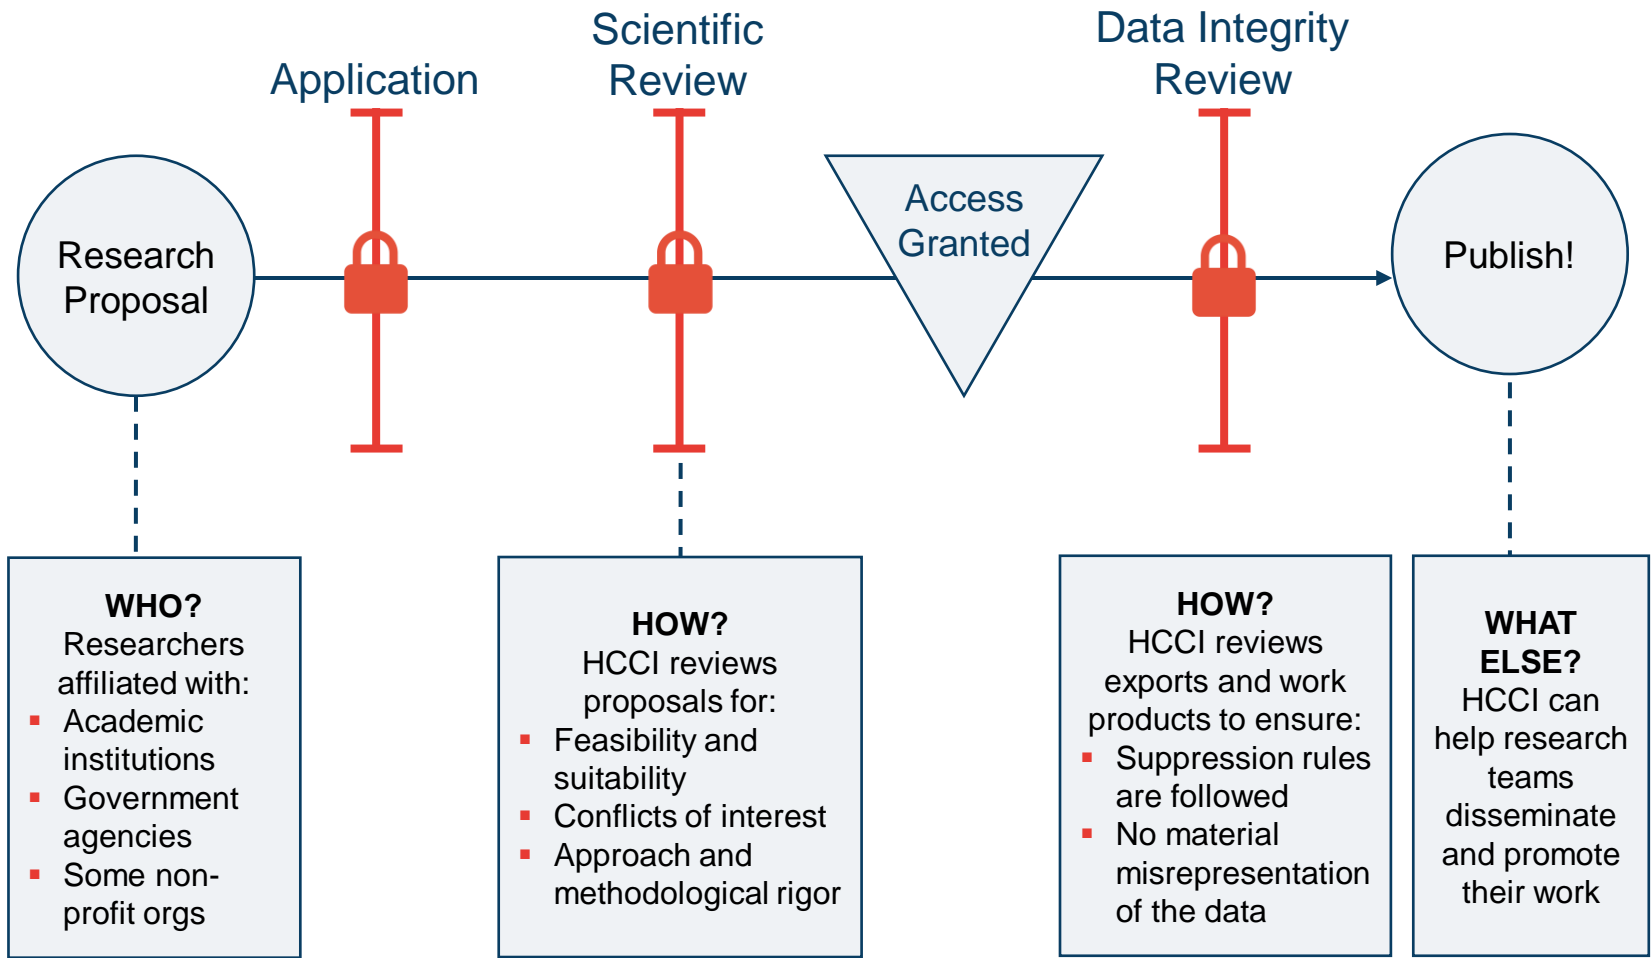 Application
Scientific
Review
Data Integrity
Review
Research
Proposal
Access
Granted
Publish!
WHO?
Researchers
affiliated with:
▪ Academic
institutions
▪ Government
agencies
▪ Some non-
profit orgs
HOW?
HCCI reviews
proposals for:
▪ Feasibility and
suitability
▪ Conflicts of interest
▪ Approach and
methodological rigor
HOW?
HCCI reviews
exports and work
products to ensure:
▪ Suppression rules
are followed
▪ No material
misrepresentation
of the data
WHAT
ELSE?
HCCI can
help research
teams
disseminate
and promote
their work